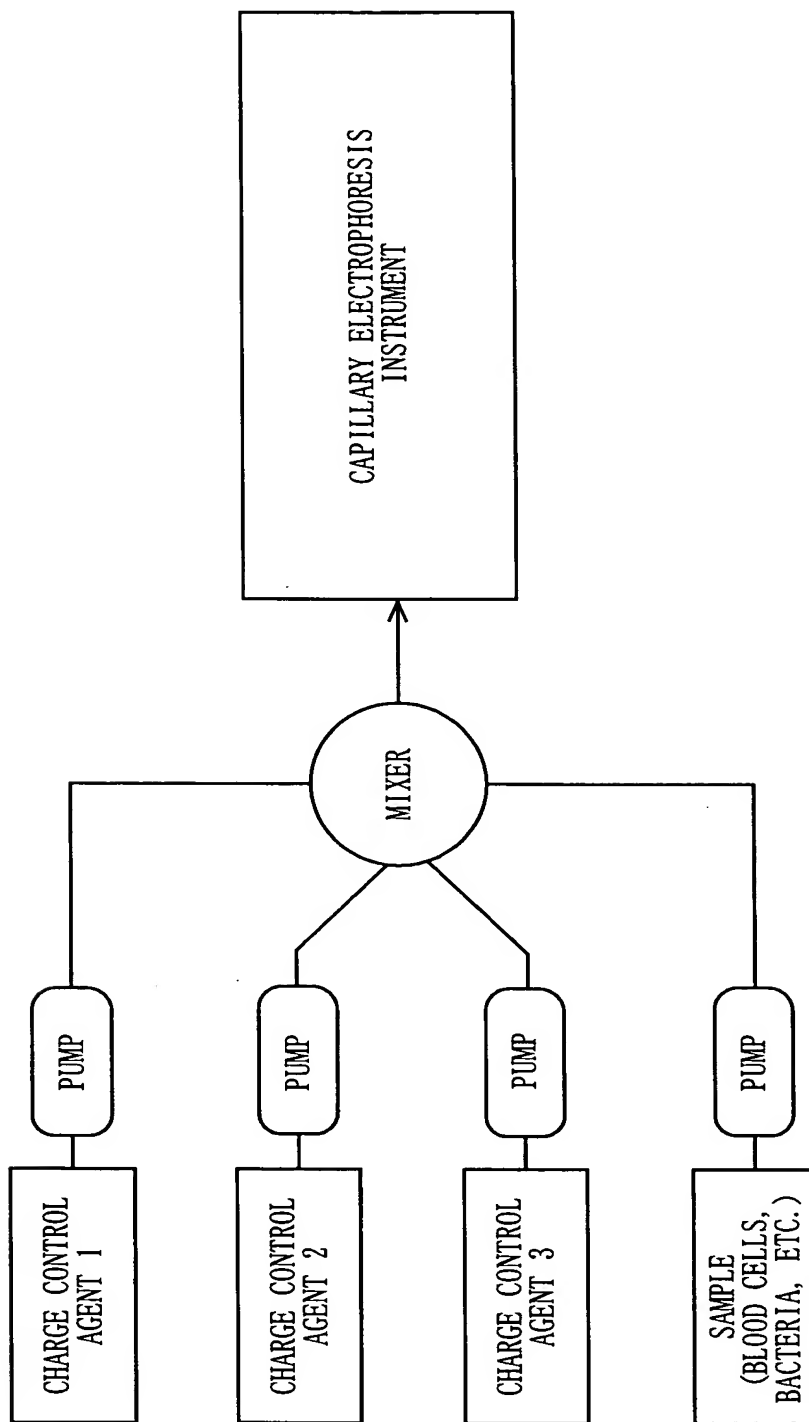 CHARGE CONTROL
AGENT 1
PUMP
CHARGE CONTROL
AGENT 2
PUMP
CHARGE CONTROL
AGENT 3
PUMP
SAMPLE
(BLOOD CELLS,
BACTERIA, ETC.)
PUMP
MIXER
CAPILLARY ELECTROPHORESIS
INSTRUMENT